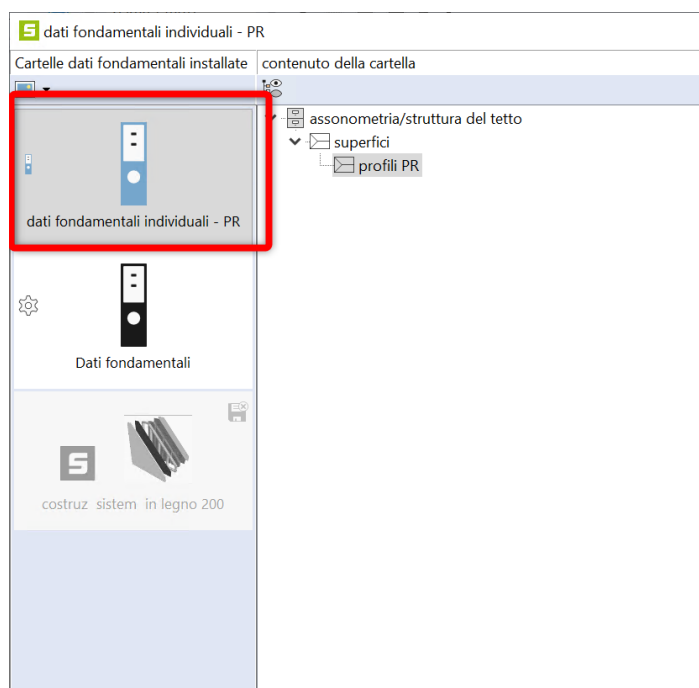 dati fondamentali individuali - PR
Cartelle dati fondamentali installate
contenuto della cartella
dati fondamentali individuali - PR
Dati fondamentali
S
costruz sistem in legno 200
assonometria/struttura del tetto
superfici
profili PR